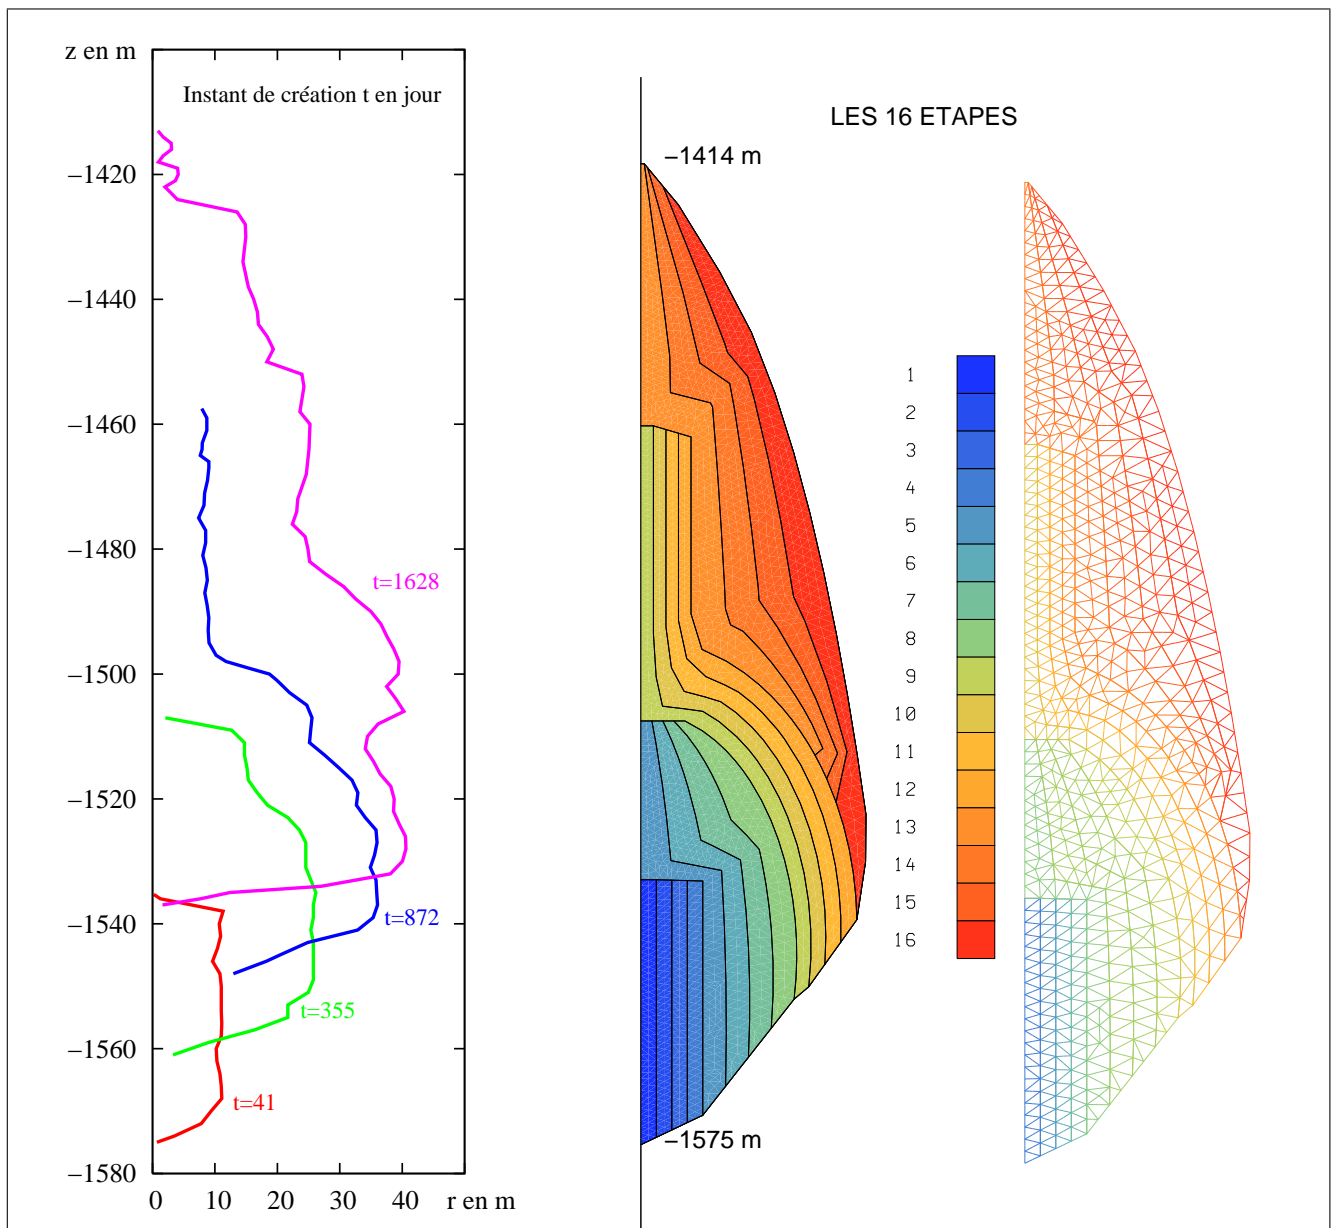 z en m
Instant de création t en jour
−1420
−1440
−1460
−1480
−1500
−1520
−1540
−1560
−1580
0 10 20 30 40 r en m
t=1628
t=872
t=355
t=41
LES 16 ETAPES
−1414 m
−1575 m
1
2
3
4
5
6
7
8
9
10
11
12
13
14
15
16